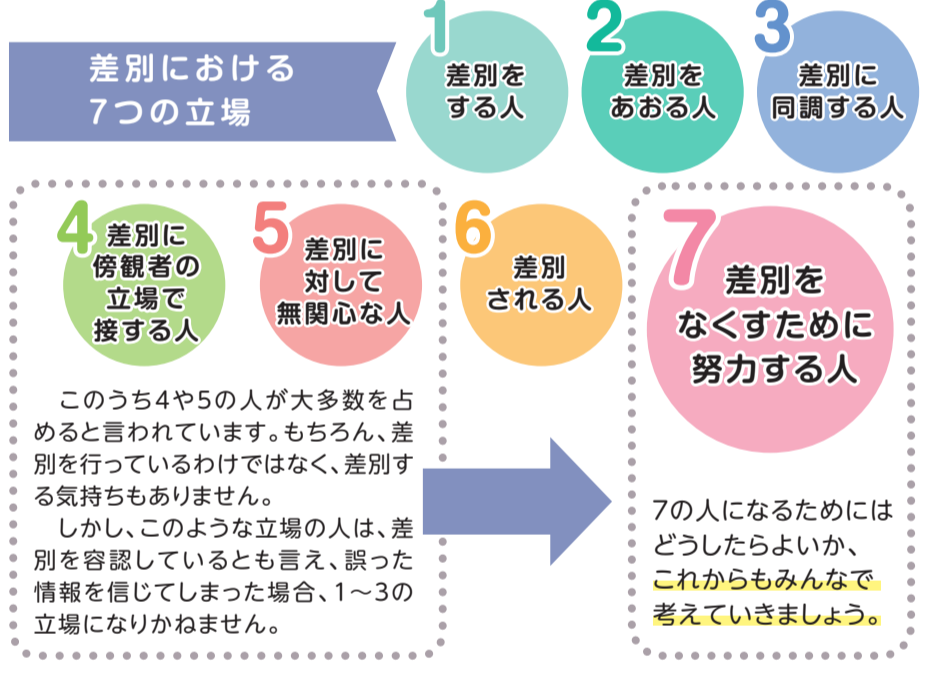 差別における
7つの立場
1
差別を
する人
2
差別を
あおる人
3
差別に
同調する人
4
差別に
傍観者の
立場で
接する人
5
差別に
対して
無関心な人
6
差別
される人
7
差別を
なくすために
努力する人
　このうち4や5の人が大多数を占
めると言われています。もちろん、差
別を行っているわけではなく、差別す
る気持ちもありません。
　しかし、このような立場の人は、差
別を容認しているとも言え、誤った
情報を信じてしまった場合、1～3の
立場になりかねません。
7の人になるためには
どうしたらよいか、
これからもみんなで
考えていきましょう。